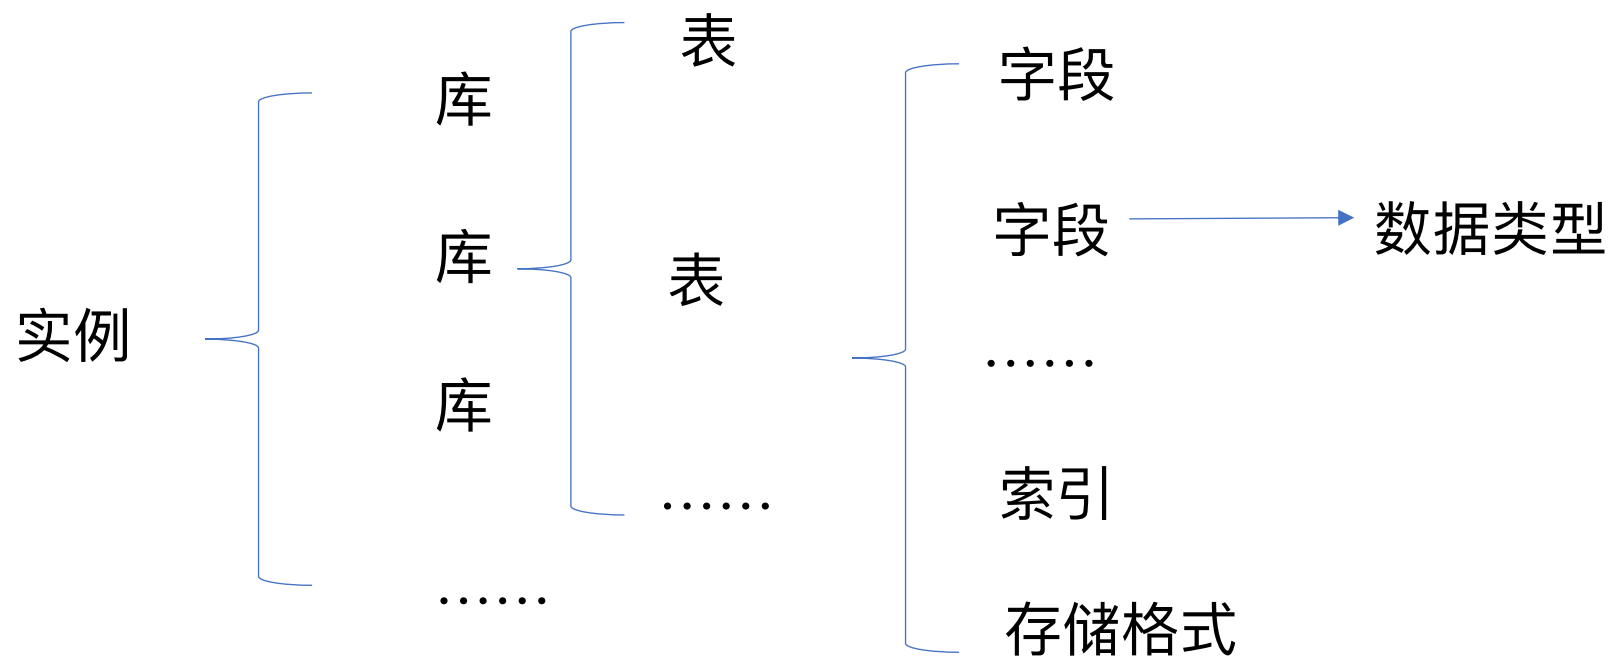 实例
库
库
库
……
表
表
……
字段
字段
……
索引
存储格式
数据类型